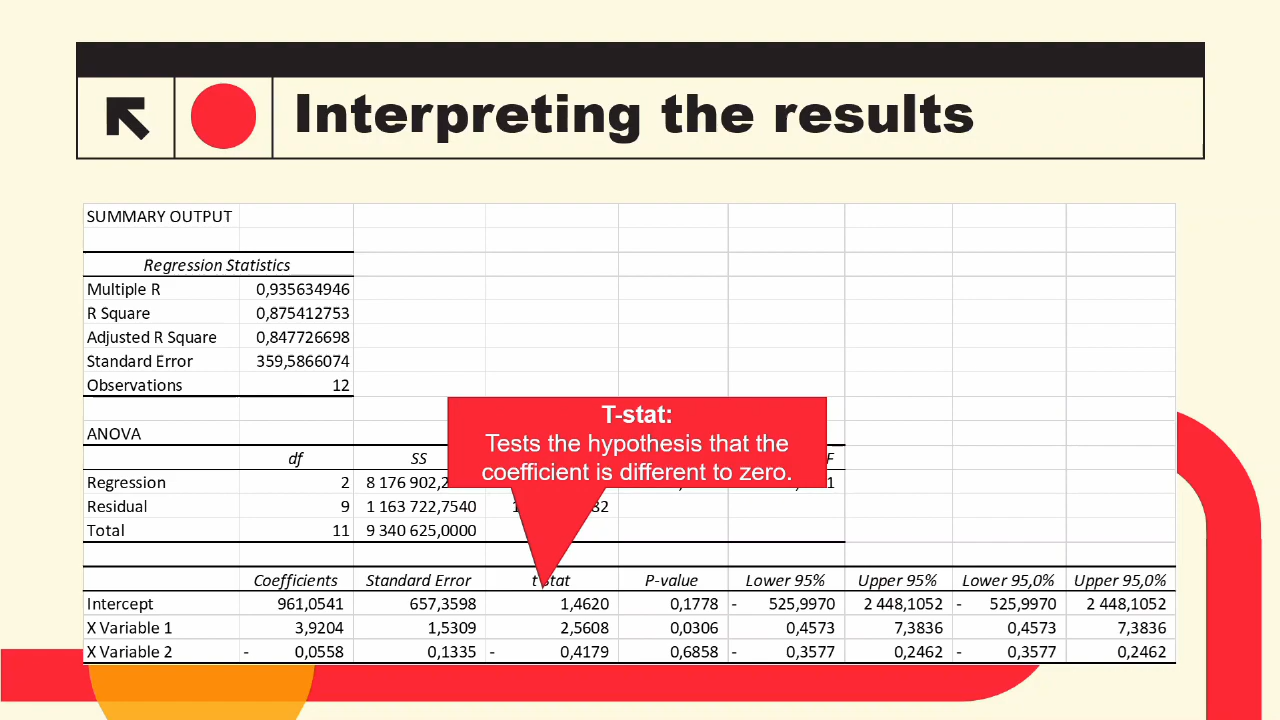 Interpreting the results
SUMMARY OUTPUT
Regression Statistics
Multiple R 0,935634946
R Square 0,875412753
Adjusted R Square 0,847726698
Standard Error 359,5866074
Observations 12
T-stat:
Tests the hypothesis that the
coefficient is different to zero.
ANOVA
df SS F
Regression 2 8 176 902,2
Residual 9 1 163 722,7540
Total 11 9 340 625,0000
Coefficients Standard Error t Stat P-value Lower 95% Upper 95% Lower 95,0% Upper 95,0%
Intercept 961,0541 657,3598 1,4620 0,1778 - 525,9970 2 448,1052 - 525,9970 2 448,1052
X Variable 1 3,9204 1,5309 2,5608 0,0306 0,4573 7,3836 0,4573 7,3836
X Variable 2 - 0,0558 0,1335 - 0,4179 0,6858 - 0,3577 0,2462 - 0,3577 0,2462